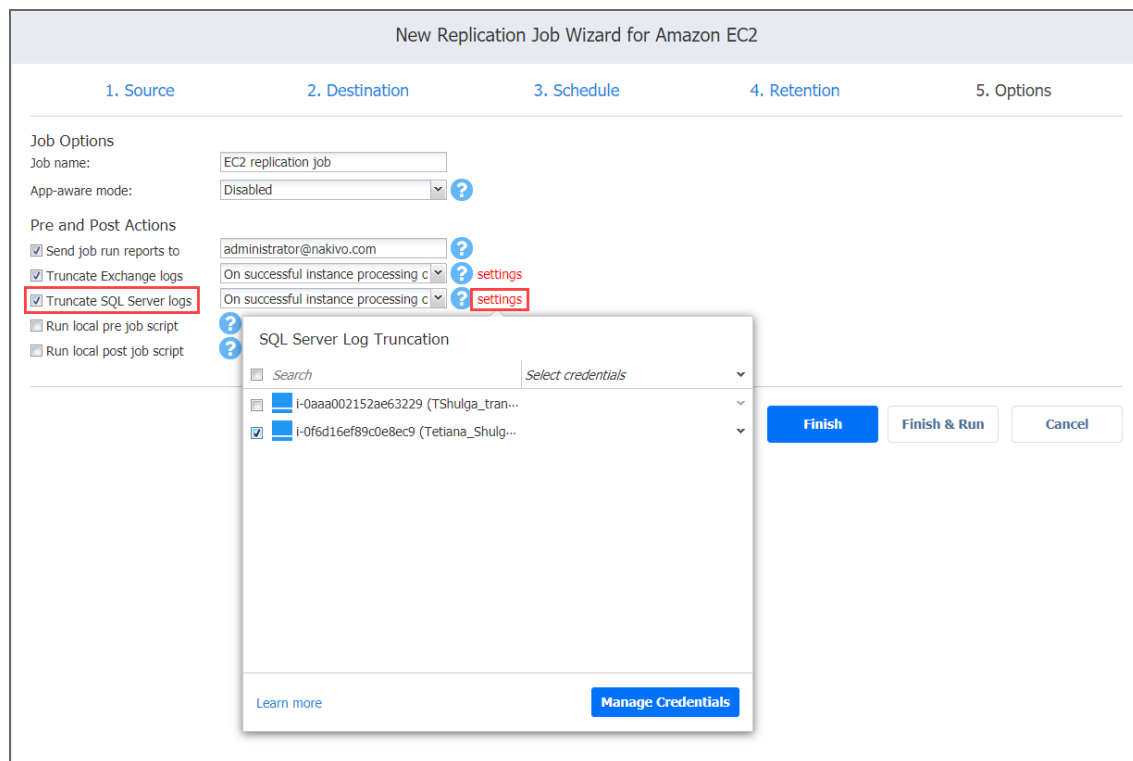 New Replication Job Wizard for Amazon EC2
1. Source 2. Destination 3. Schedule 4. Retention 5. Options
Job Options
Job name: EC2 replication job
App-aware mode: Disabled ?
Pre and Post Actions
Send job run reports to administrator@nakivo.com ?
Truncate Exchange logs On successful instance processing c ? settings
Truncate SQL Server logs On successful instance processing c ? settings
Run local pre job script ?
Run local post job script ?
SQL Server Log Truncation
Search Select credentials
i-0aaa002152ae63229 (TShulga_tran...
i-0f6d16ef89c0e8ec9 (Tetiana_Shulg...
Finish Finish & Run Cancel
Learn more Manage Credentials